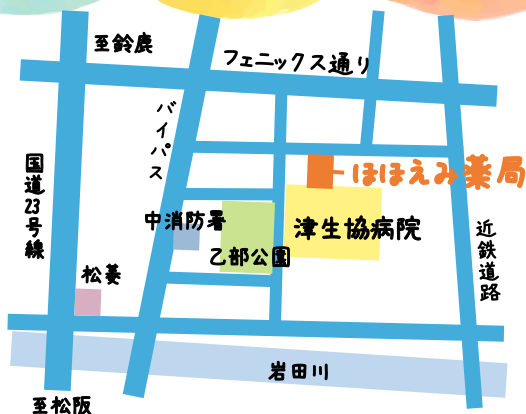 至鈴鹿
フェニックス通り
バイパス
国道23号線
ほほえみ薬局
中消防署
津生協病院
乙部公園
近鉄道路
松菱
岩田川
至松阪